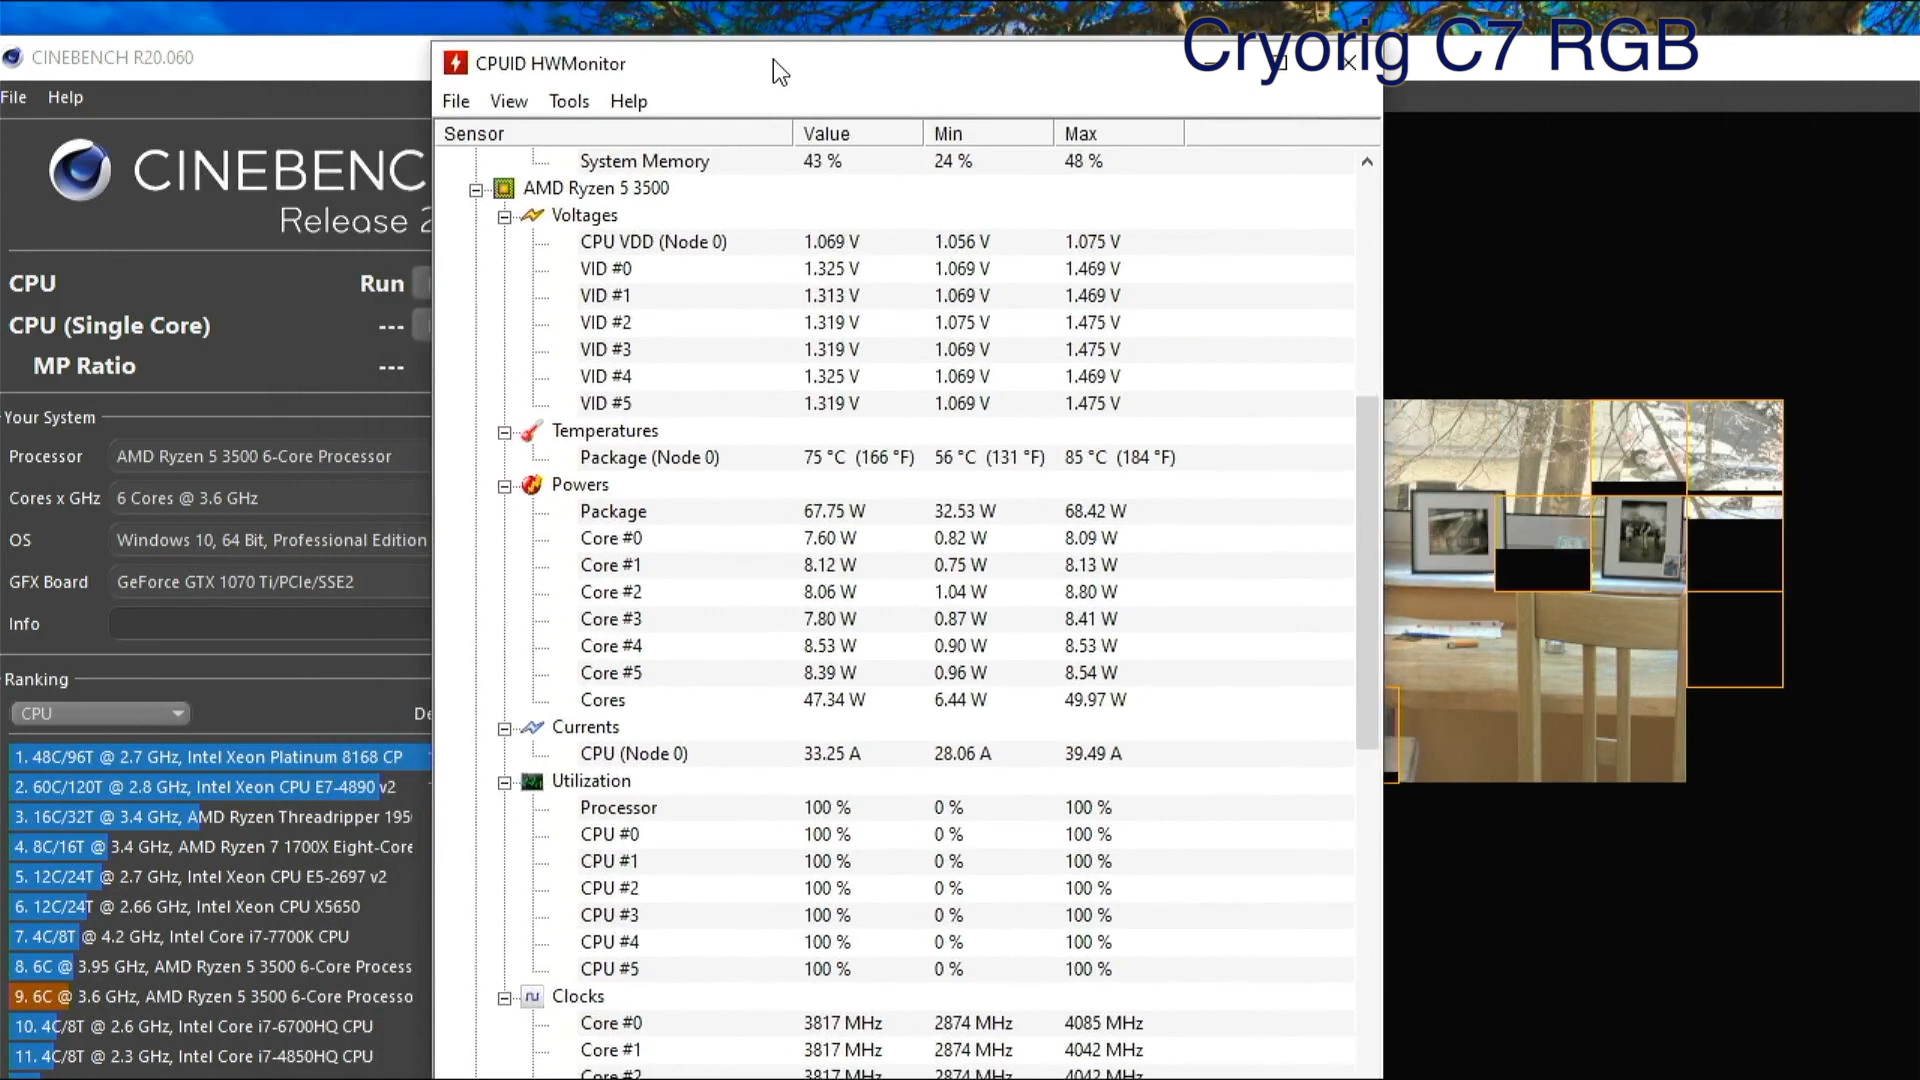 Cryorig C7 RGB
CINEBENCH R20.060
File Help
CINEBENC
Release 2
CPU Run
CPU (Single Core) ---
MP Ratio ---
Your System
Processor AMD Ryzen 5 3500 6-Core Processor
Cores x GHz 6 Cores @ 3.6 GHz
OS Windows 10, 64 Bit, Professional Edition
GFX Board GeForce GTX 1070 Ti/PCIe/SSE2
Info
Ranking
CPU De
1. 48C/96T @ 2.7 GHz, Intel Xeon Platinum 8168 CP
2. 60C/120T @ 2.8 GHz, Intel Xeon CPU E7-4890 v2
3. 16C/32T @ 3.4 GHz, AMD Ryzen Threadripper 195
4. 8C/16T @ 3.4 GHz, AMD Ryzen 7 1700X Eight-Core
5. 12C/24T @ 2.7 GHz, Intel Xeon CPU E5-2697 v2
6. 12C/24T @ 2.66 GHz, Intel Xeon CPU X5650
7. 4C/8T @ 4.2 GHz, Intel Core i7-7700K CPU
8. 6C @ 3.95 GHz, AMD Ryzen 5 3500 6-Core Process
9. 6C @ 3.6 GHz, AMD Ryzen 5 3500 6-Core Processo
10. 4C/8T @ 2.6 GHz, Intel Core i7-6700HQ CPU
11. 4C/8T @ 2.3 GHz, Intel Core i7-4850HQ CPU
CPUID HWMonitor
File View Tools Help
Sensor Value Min Max
System Memory 43 % 24 % 48 %
AMD Ryzen 5 3500
Voltages
CPU VDD (Node 0) 1.069 V 1.056 V 1.075 V
VID #0 1.325 V 1.069 V 1.469 V
VID #1 1.313 V 1.069 V 1.469 V
VID #2 1.319 V 1.075 V 1.475 V
VID #3 1.319 V 1.069 V 1.475 V
VID #4 1.325 V 1.069 V 1.469 V
VID #5 1.319 V 1.069 V 1.475 V
Temperatures
Package (Node 0) 75 °C (166 °F) 56 °C (131 °F) 85 °C (184 °F)
Powers
Package 67.75 W 32.53 W 68.42 W
Core #0 7.60 W 0.82 W 8.09 W
Core #1 8.12 W 0.75 W 8.13 W
Core #2 8.06 W 1.04 W 8.80 W
Core #3 7.80 W 0.87 W 8.41 W
Core #4 8.53 W 0.90 W 8.53 W
Core #5 8.39 W 0.96 W 8.54 W
Cores 47.34 W 6.44 W 49.97 W
Currents
CPU (Node 0) 33.25 A 28.06 A 39.49 A
Utilization
Processor 100 % 0 % 100 %
CPU #0 100 % 0 % 100 %
CPU #1 100 % 0 % 100 %
CPU #2 100 % 0 % 100 %
CPU #3 100 % 0 % 100 %
CPU #4 100 % 0 % 100 %
CPU #5 100 % 0 % 100 %
Clocks
Core #0 3817 MHz 2874 MHz 4085 MHz
Core #1 3817 MHz 2874 MHz 4042 MHz
Core #2 3817 MHz 2874 MHz 4042 MHz